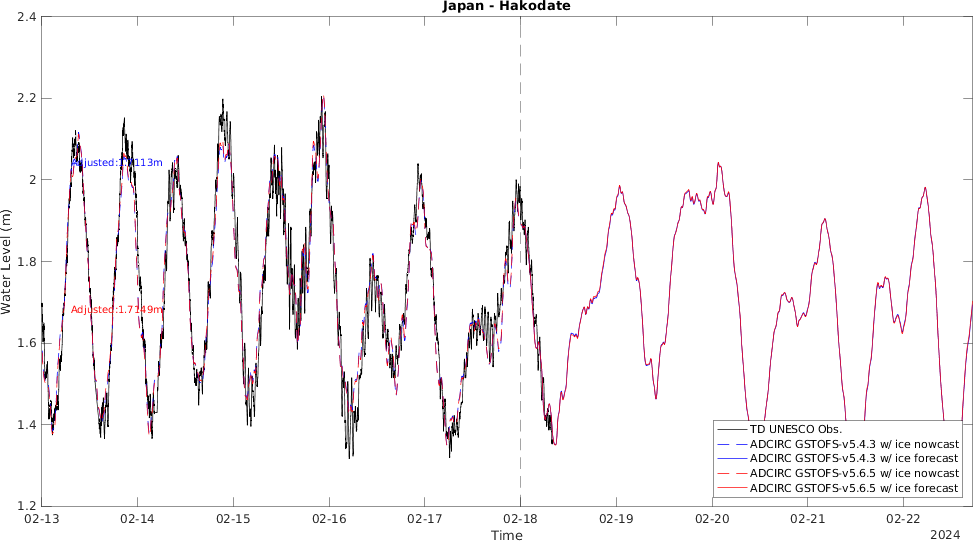 Japan - Hakodate
Water Level (m)
2.4
2.2
2
1.8
1.6
1.4
1.2
Adjusted:1.7149m
TD UNESCO Obs.
ADCIRC GSTOFS-v5.4.3 w/ ice nowcast
ADCIRC GSTOFS-v5.4.3 w/ ice forecast
ADCIRC GSTOFS-v5.6.5 w/ ice nowcast
ADCIRC GSTOFS-v5.6.5 w/ ice forecast
02-13 02-14 02-15 02-16 02-17 02-18 02-19 02-20 02-21 02-22
Time
2024